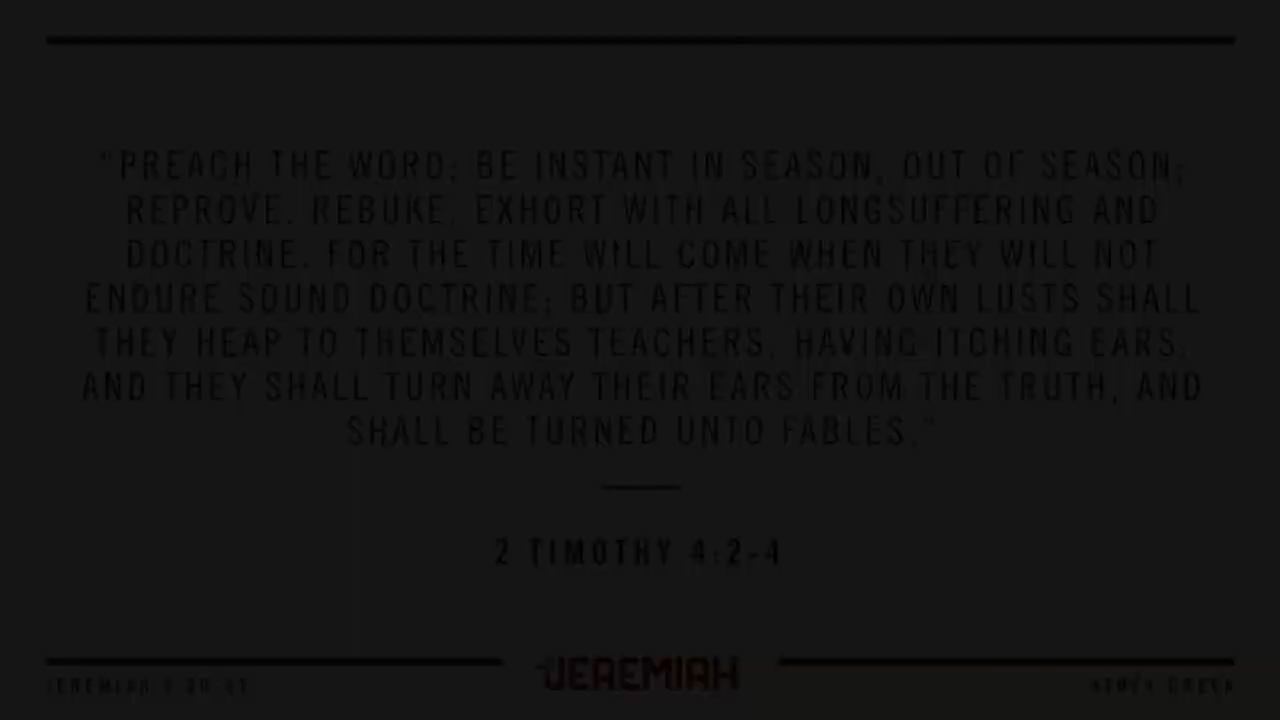 "PREACH THE WORD; BE INSTANT IN SEASON, OUT OF SEASON;
REPROVE, REBUKE, EXHORT WITH ALL LONGSUFFERING AND
DOCTRINE. FOR THE TIME WILL COME WHEN THEY WILL NOT
ENDURE SOUND DOCTRINE; BUT AFTER THEIR OWN LUSTS SHALL
THEY HEAP TO THEMSELVES TEACHERS, HAVING ITCHING EARS.
AND THEY SHALL TURN AWAY THEIR EARS FROM THE TRUTH, AND
SHALL BE TURNED UNTO FABLES."
2 TIMOTHY 4:2-4
JEREMIAH
JEREMIAH
CREEK